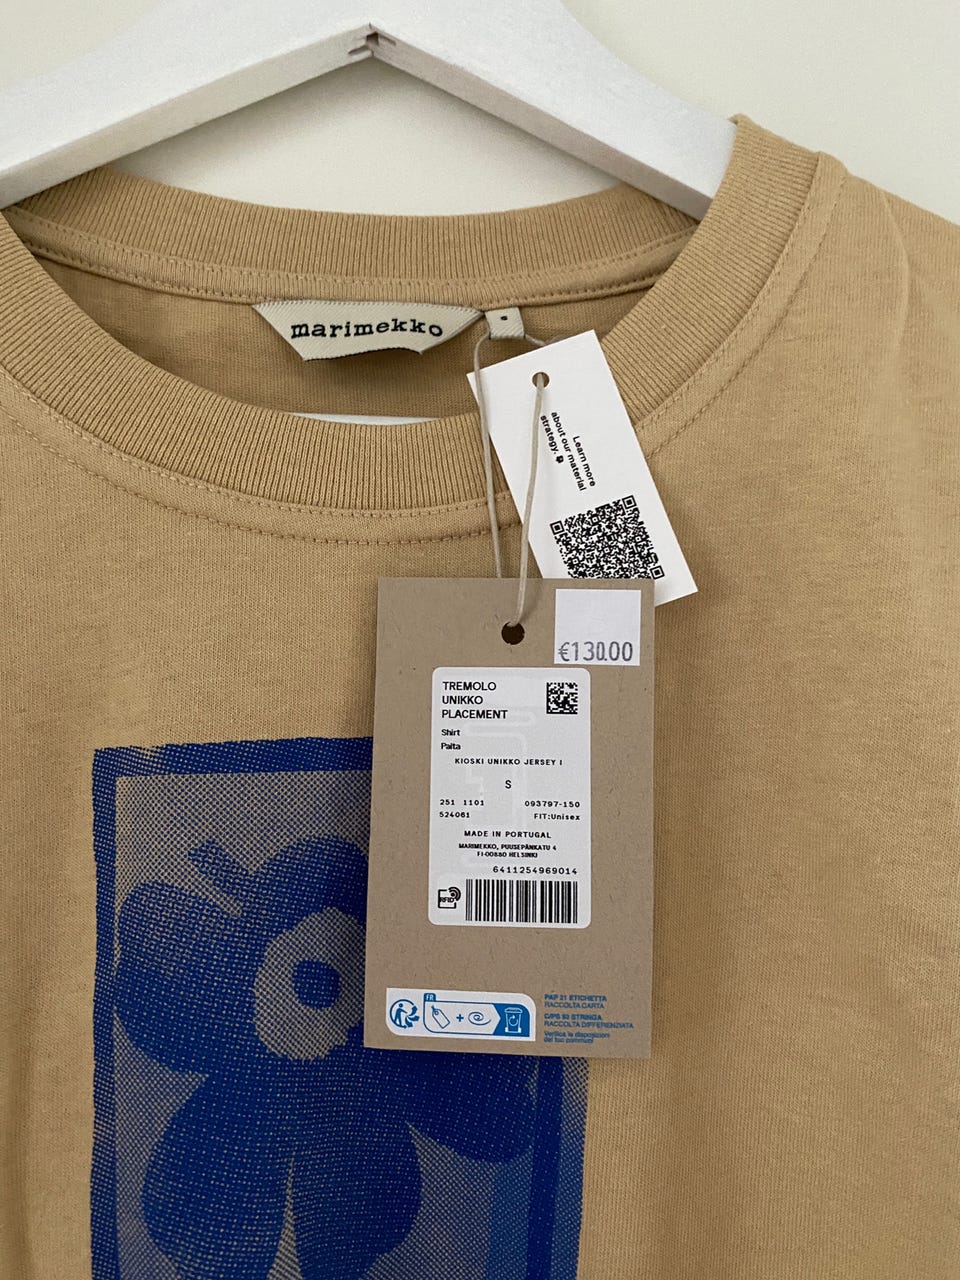 marimekko
S
Learn more
about our material
strategy.
€130.00
TREMOLO
UNIKKO
PLACEMENT
Shirt
Paita
KIOSKI UNIKKO JERSEY I
S
251 1101 093797-150
524061 FIT:Unisex
MADE IN PORTUGAL
MARIMEKKO, PUUSEPÄNKATU 4
FI-00880 HELSINKI
6411254969014
RFID
FR
PAP 21 ETICHETTA
RACCOLTA CARTA
C/PS 92 STRINGA
RACCOLTA DIFFERENZIATA
Verifica le disposizioni
del tuo comune